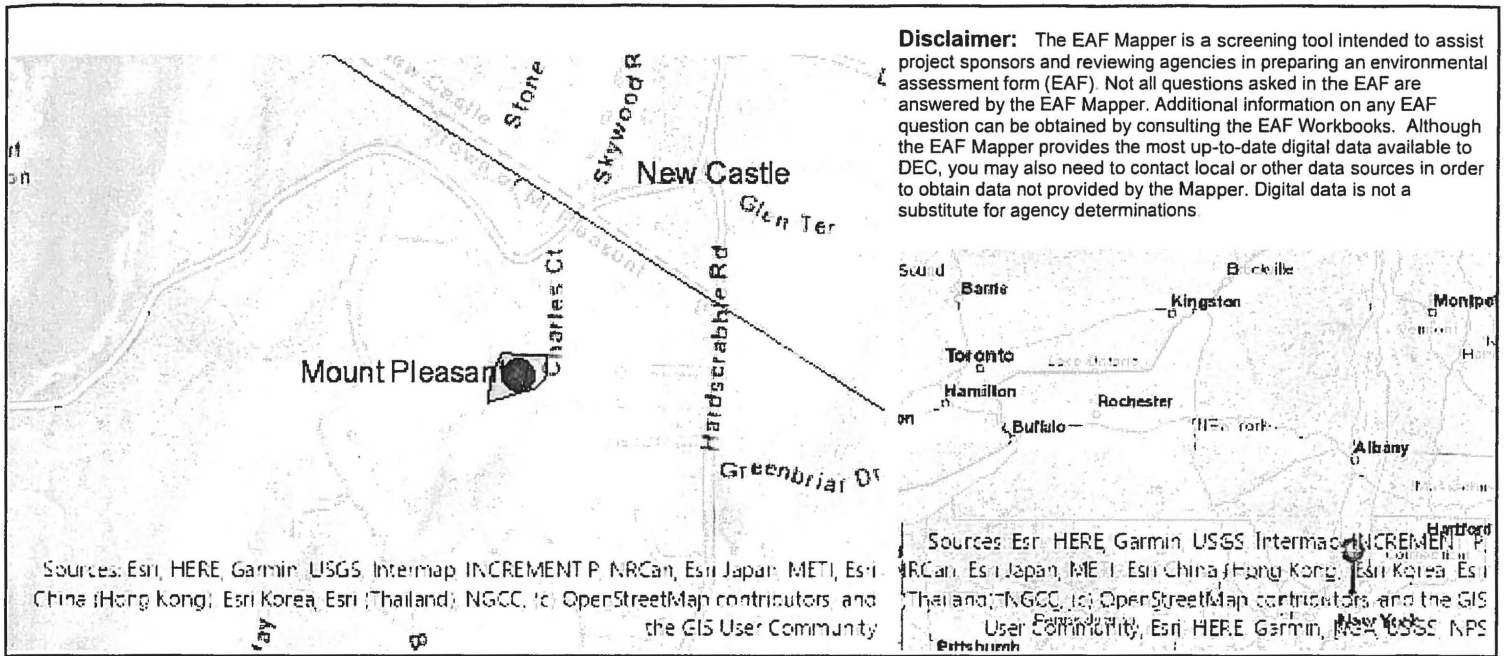 Disclaimer: The EAF Mapper is a screening tool intended to assist
project sponsors and reviewing agencies in preparing an environmental
assessment form (EAF). Not all questions asked in the EAF are
answered by the EAF Mapper. Additional information on any EAF
question can be obtained by consulting the EAF Workbooks. Although
the EAF Mapper provides the most up-to-date digital data available to
DEC, you may also need to contact local or other data sources in order
to obtain data not provided by the Mapper. Digital data is not a
substitute for agency determinations.
Stone
Skywood R
New Castle
Glen Ter
Charles Ct
Hardscrabble Rd
Mount Pleasant
Greenbriar Dr
Sources: Esri, HERE, Garmin, USGS, Intermap, INCREMENT P, NRCan, Esri Japan, METI, Esri
China (Hong Kong), Esri Korea, Esri (Thailand), NGCC, (c) OpenStreetMap contributors, and
the GIS User Community
ay
Sound
Barrie
Kingston
Montpe
Toronto
Lake Ontario
Hamilton
Rochester
Buffalo
Albany
Hartford
Sources: Esri, HERE, Garmin, USGS, Intermap, INCREMENT P,
NRCan, Esri Japan, METI, Esri China (Hong Kong), Esri Korea, Esri
(Thailand), NGCC, (c) OpenStreetMap contributors, and the GIS
User Community, Esri, HERE, Garmin, NGA, USGS, NPS
New York
Pittsburgh